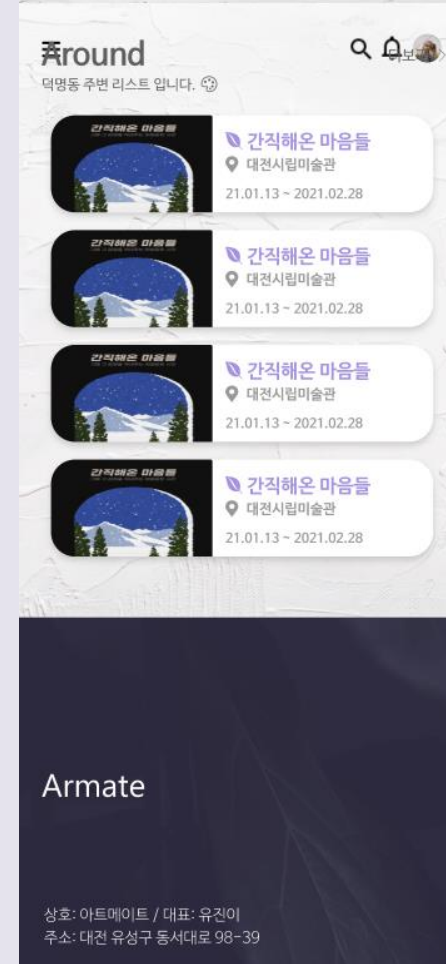 Around
더보기 >
덕명동 주변 리스트 입니다.
간직해온 마음들
간직해온 마음들
대전시립미술관
21.01.13 ~ 2021.02.28
간직해온 마음들
간직해온 마음들
대전시립미술관
21.01.13 ~ 2021.02.28
간직해온 마음들
간직해온 마음들
대전시립미술관
21.01.13 ~ 2021.02.28
간직해온 마음들
간직해온 마음들
대전시립미술관
21.01.13 ~ 2021.02.28
Armate
상호: 아트메이트 / 대표: 유진이
주소: 대전 유성구 동서대로 98-39